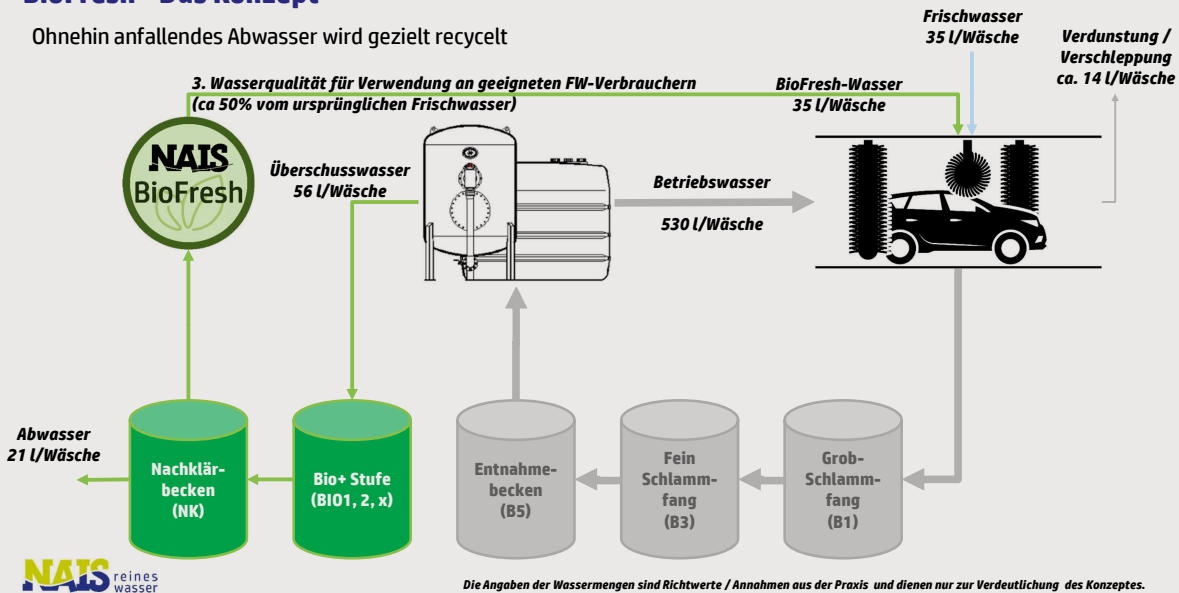 BioFresh - Das Konzept
Ohnehin anfallendes Abwasser wird gezielt recycelt
Frischwasser
35 l/Wäsche
Verdunstung /
Verschleppung
ca. 14 l/Wäsche
3. Wasserqualität für Verwendung an geeigneten FW-Verbrauchern
(ca 50% vom ursprünglichen Frischwasser)
BioFresh-Wasser
35 l/Wäsche
NAIS
BioFresh
Überschusswasser
56 l/Wäsche
Betriebswasser
530 l/Wäsche
Abwasser
21 l/Wäsche
Nachklär-
becken
(NK)
Bio+ Stufe
(BIO1, 2, x)
Entnahme-
becken
(B5)
Fein
Schlamm-
fang
(B3)
Grob-
Schlamm-
fang
(B1)
NAIS reines
wasser
Die Angaben der Wassermengen sind Richtwerte / Annahmen aus der Praxis und dienen nur zur Verdeutlichung des Konzeptes.